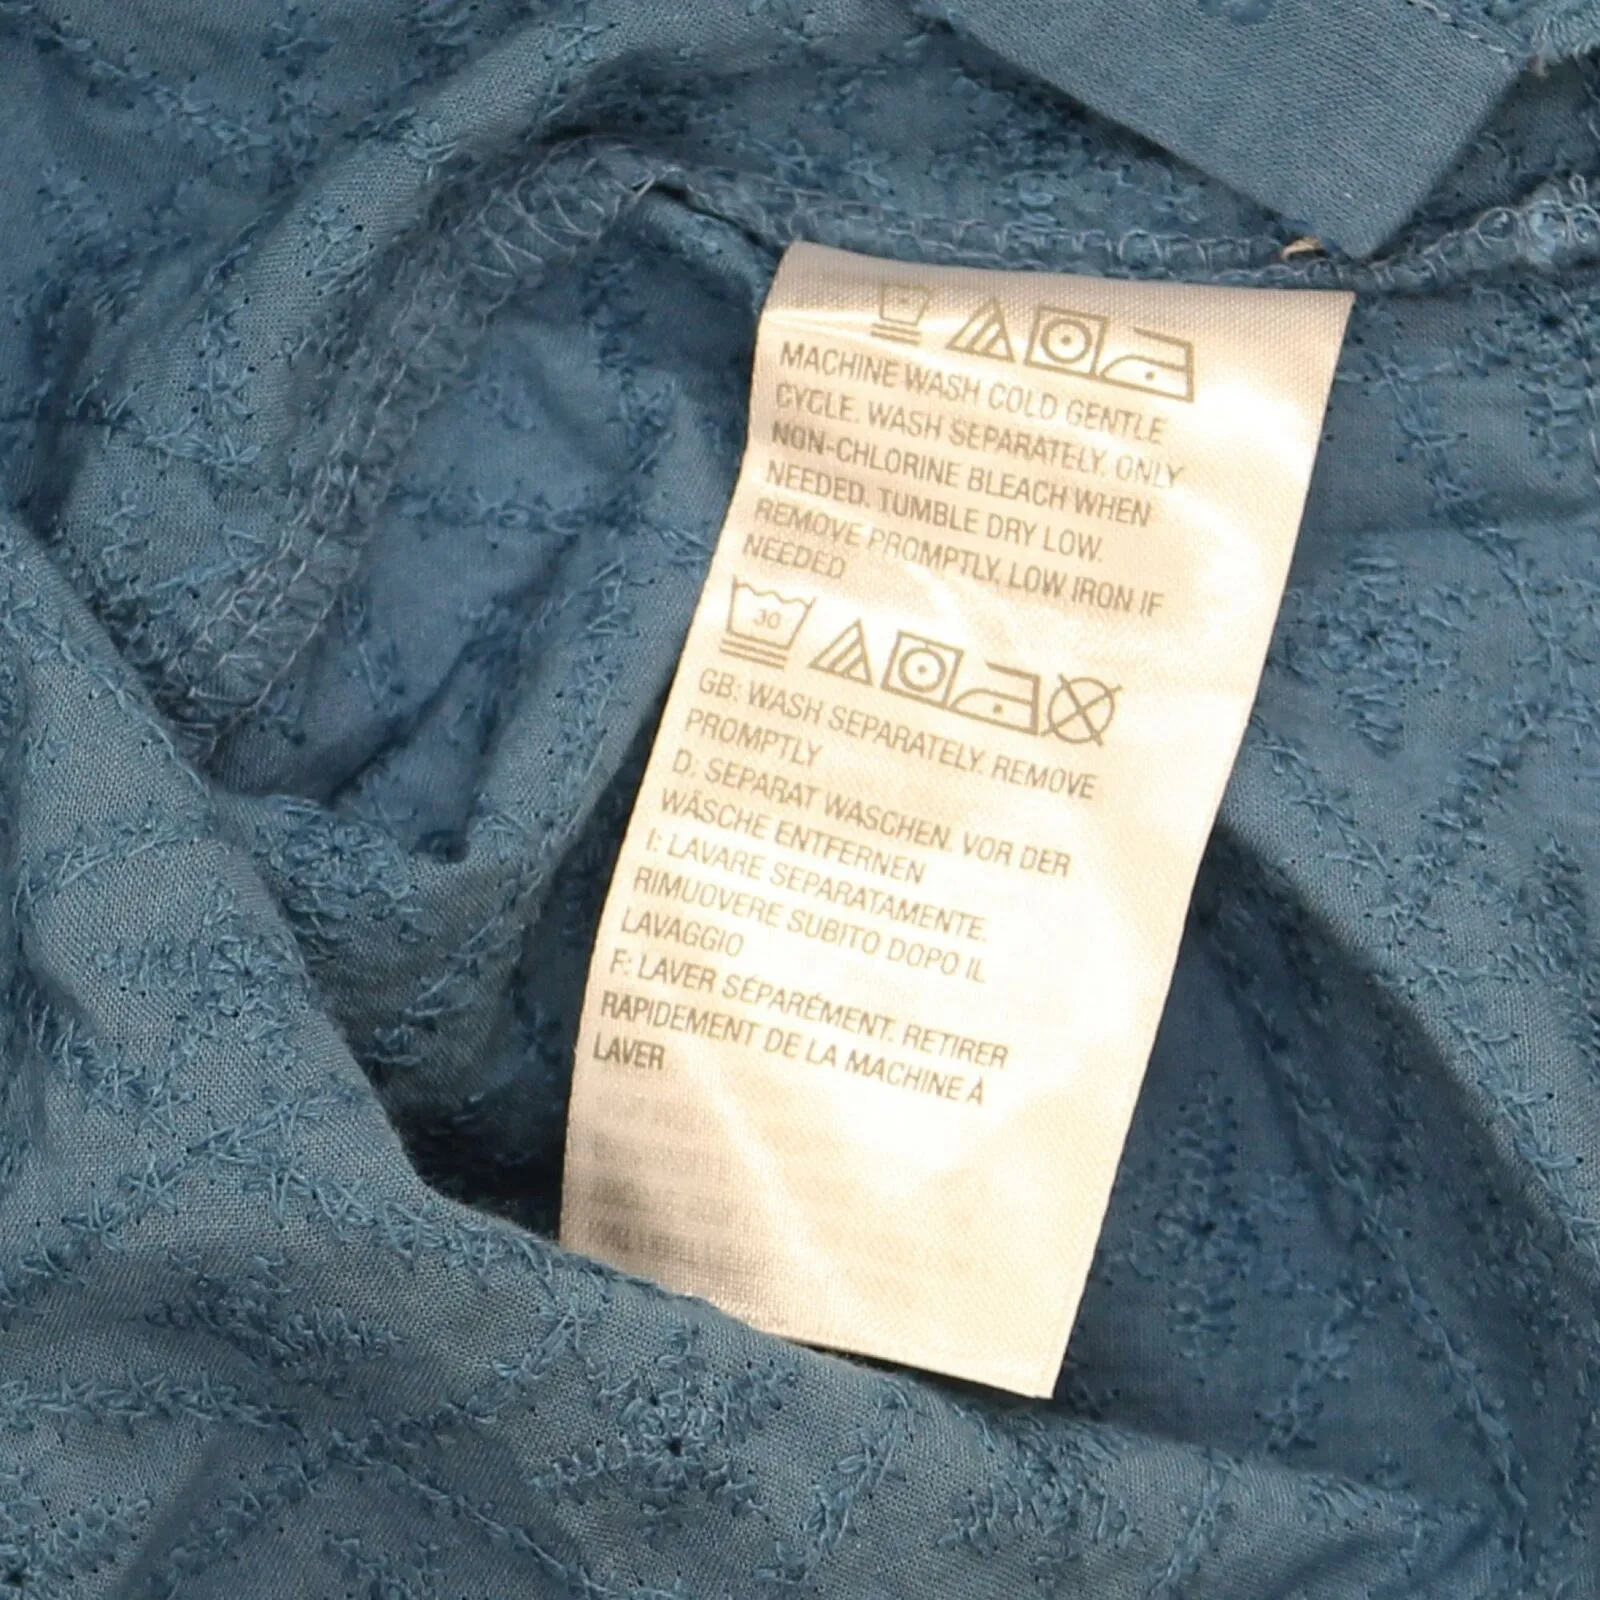 MACHINE WASH COLD GENTLE
CYCLE. WASH SEPARATELY. ONLY
NON-CHLORINE BLEACH WHEN
NEEDED. TUMBLE DRY LOW.
REMOVE PROMPTLY. LOW IRON IF
NEEDED
30
GB: WASH SEPARATELY. REMOVE
PROMPTLY
D: SEPARAT WASCHEN. VOR DER
WÄSCHE ENTFERNEN
I: LAVARE SEPARATAMENTE.
RIMUOVERE SUBITO DOPO IL
LAVAGGIO
F: LAVER SÉPARÉMENT. RETIRER
RAPIDEMENT DE LA MACHINE À
LAVER